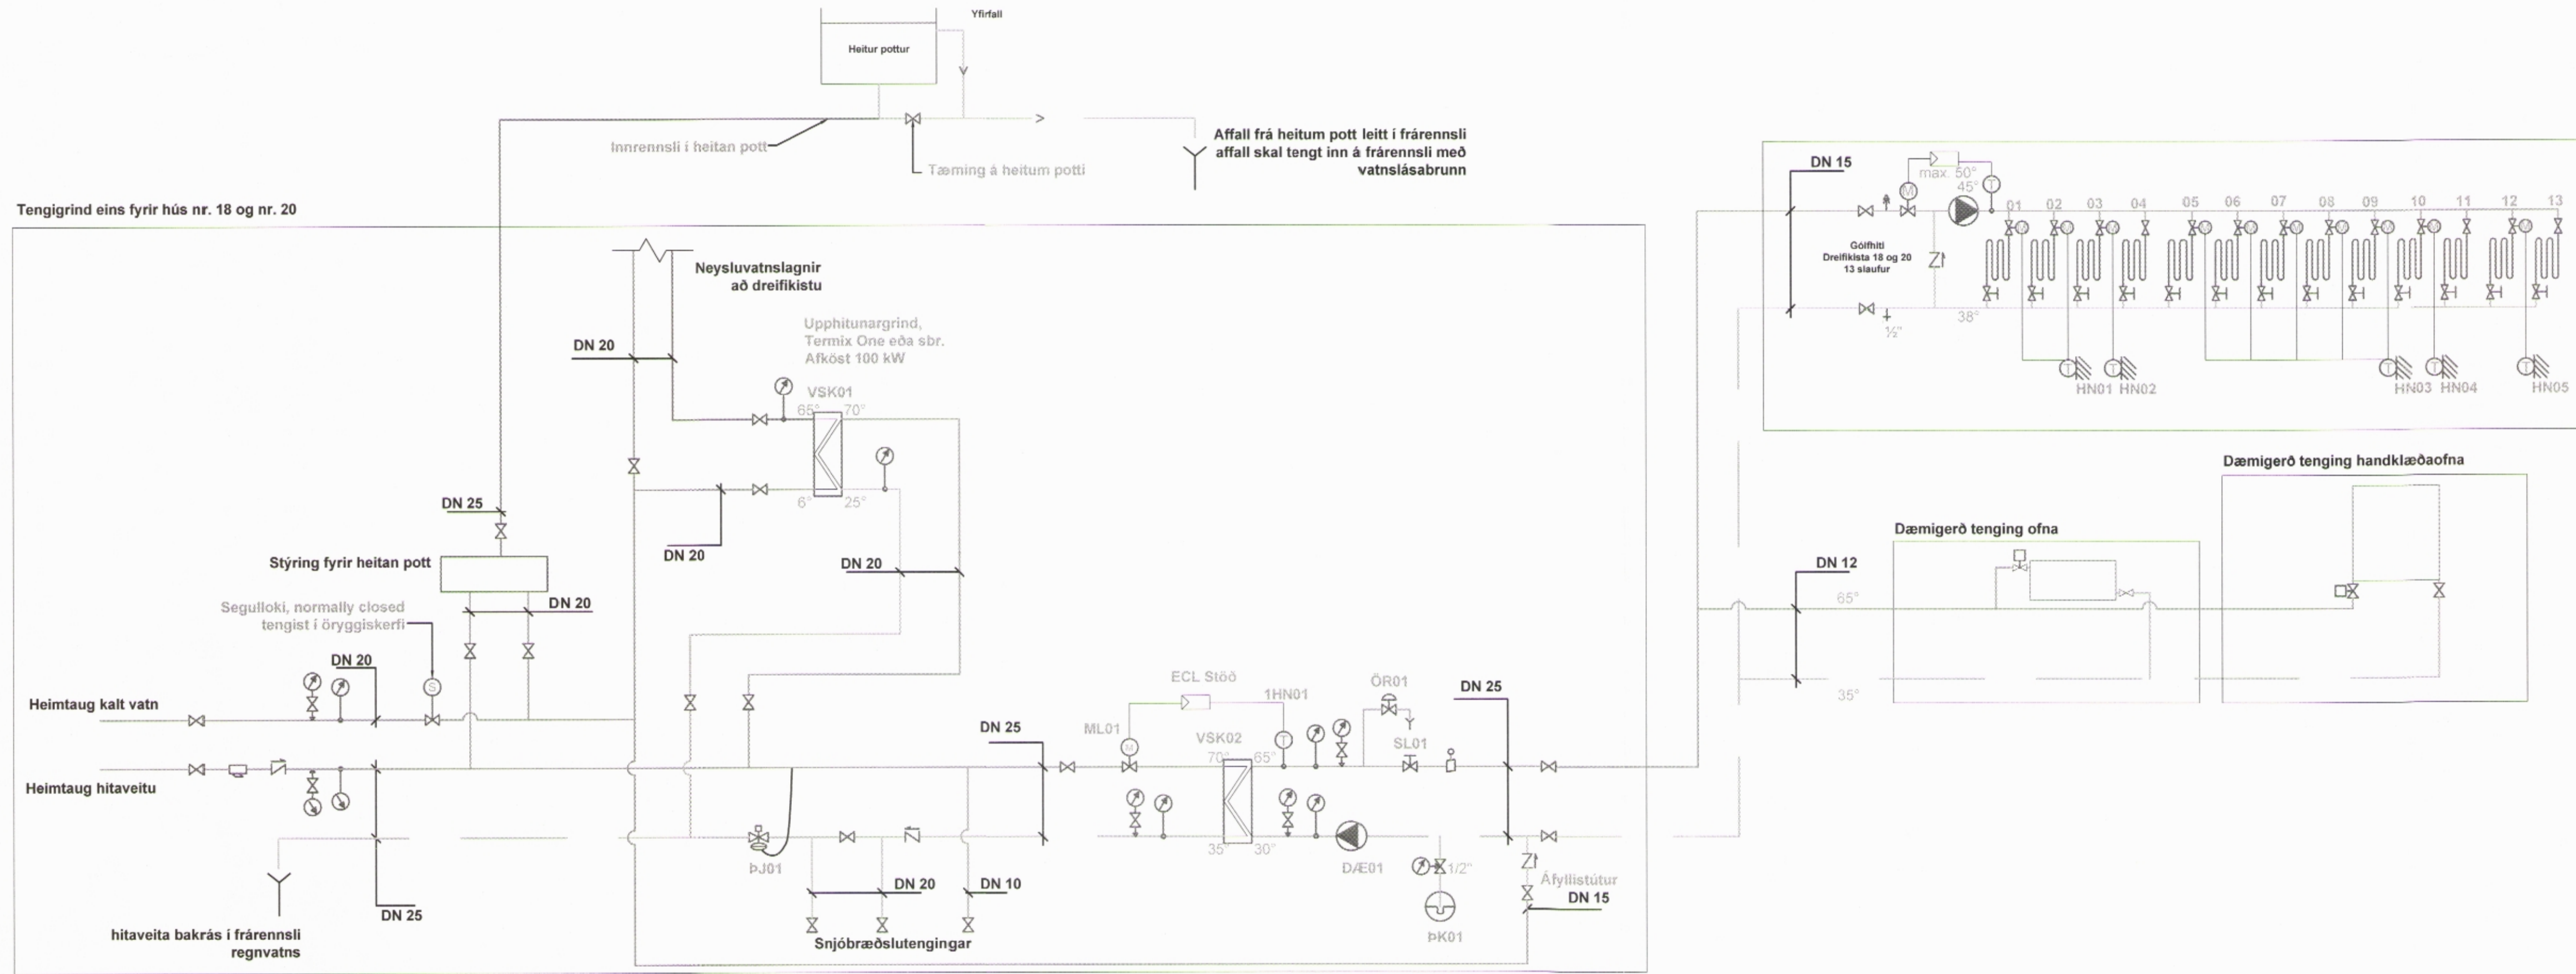 Yfirfall
Heitur pottur
Innrennsli í heitan pott
Tæming á heitum potti
Affall frá heitum pott leitt í frárennsli
affall skal tengt inn á frárennsli með
vatnslásabrunn
Tengigrind eins fyrir hús nr. 18 og nr. 20
Neysluvatnslagnir
að dreifikistu
Upphitunargrind,
Termix One eða sbr.
Afköst 100 kW
DN 20
VSK01
65° 70°
6° 25°
DN 20
DN 20
DN 25
Stýring fyrir heitan pott
DN 20
Segulloki, normally closed
tengist í öryggiskerfi
DN 20
S
Heimtaug kalt vatn
Heimtaug hitaveitu
DN 25
hitaveita bakrás í frárennsli
regnvatns
ÞJ01
DN 20
DN 10
Snjóbræðslutengingar
DN 25
ECL Stöð
1HN01
ML01
M
T
VSK02
70° 65°
35° 30°
ÖR01
SL01
DN 25
DÆ01
1/2"
ÞK01
Áfyllistútur
DN 15
DN 15
max. 50°
45°
M
T
01 02 03 04 05 06 07 08 09 10 11 12 13
M M M M M M M M M M
Gólfhiti
Dreifikista 18 og 20
13 slaufur
38°
½"
T T T T T
HN01 HN02 HN03 HN04 HN05
Dæmigerð tenging handklæðaofna
Dæmigerð tenging ofna
DN 12
65°
35°